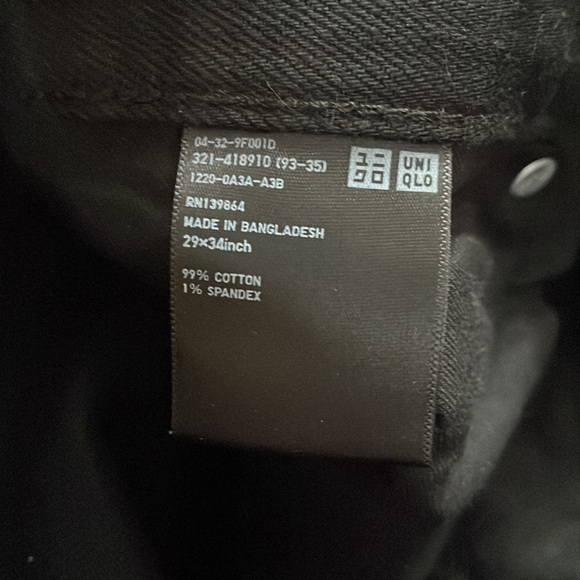 04-32-9F001D
321-418910 (93-35)
1220-0A3A-A3B
ユニ
クロ
UNI
QLO
RN139864
MADE IN BANGLADESH
29×34inch
99% COTTON
1% SPANDEX